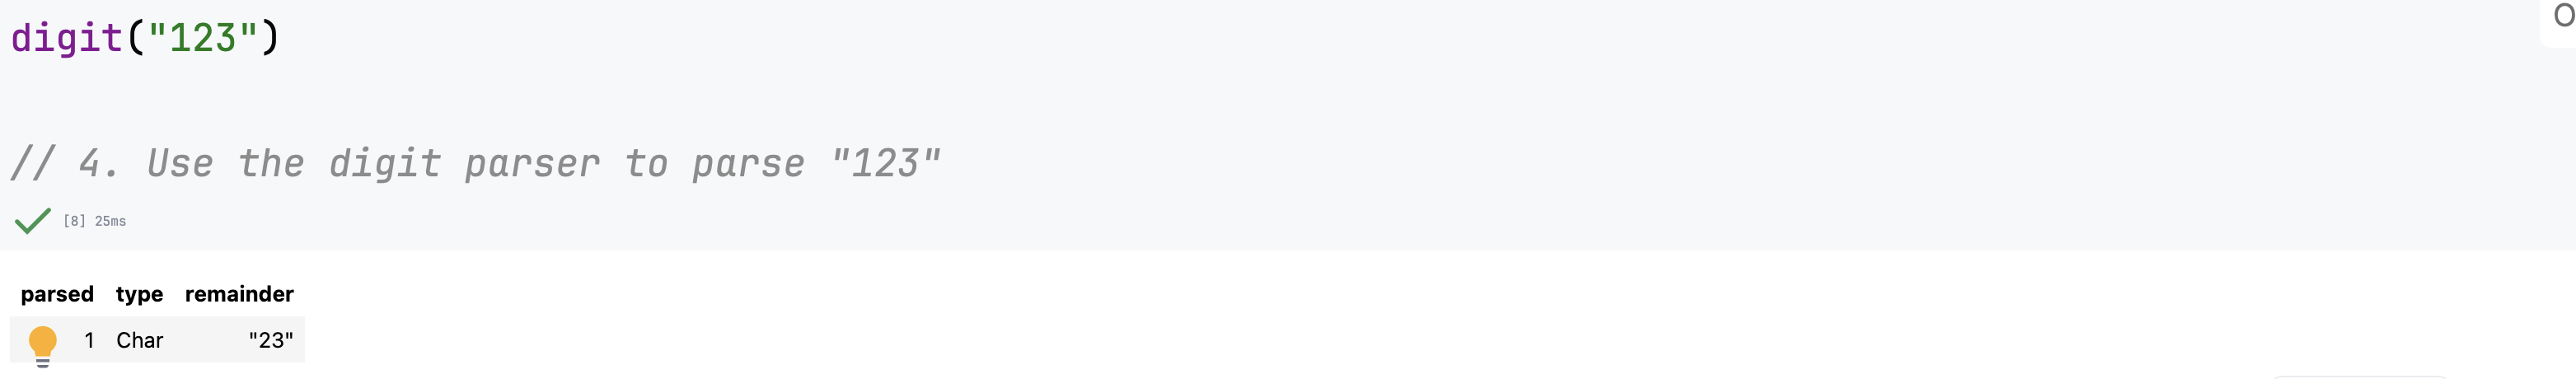 digit("123")
O
// 4. Use the digit parser to parse "123"
[8] 25ms
parsed type remainder
1 Char "23"